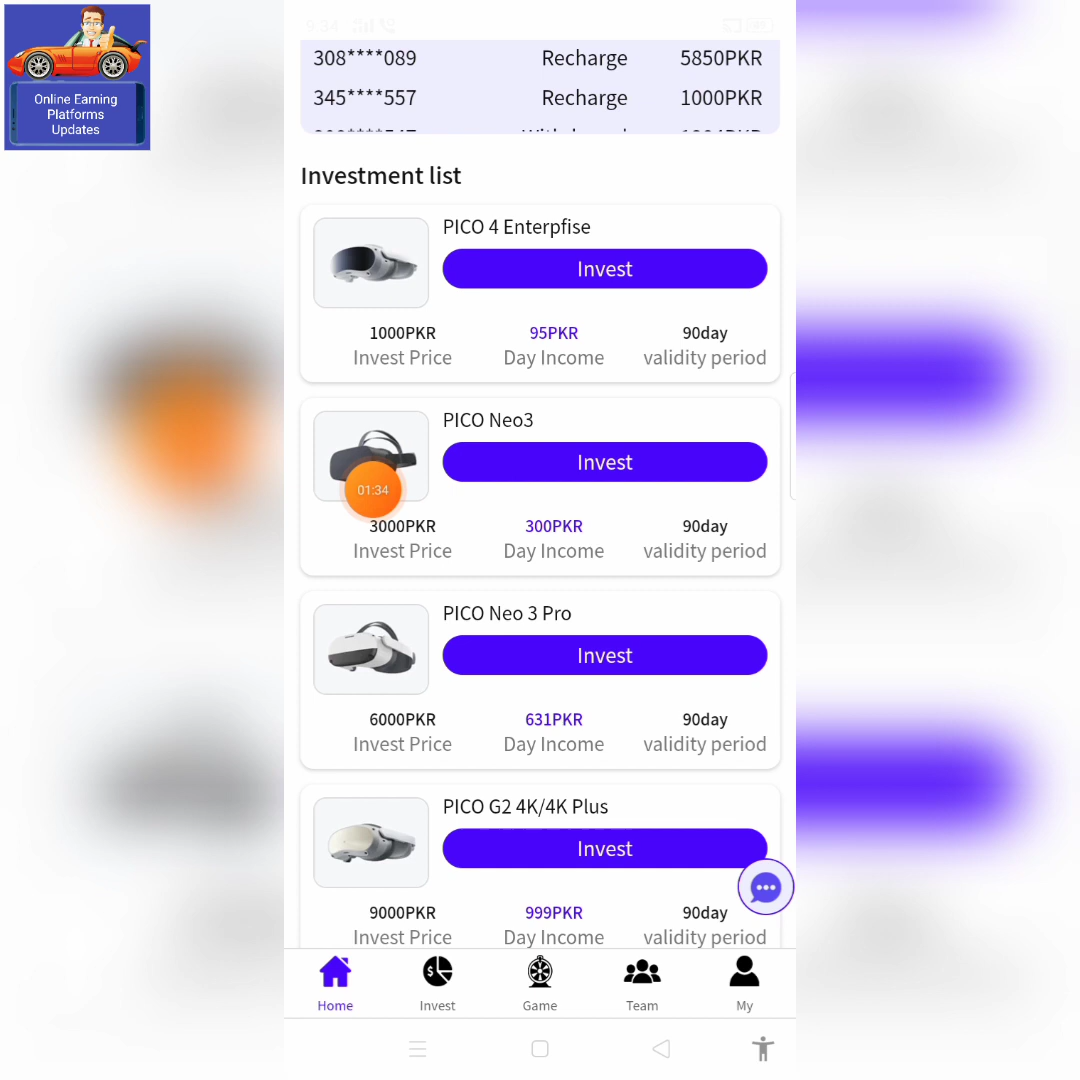 Online Earning
Platforms
Updates
9:34
308****089 Recharge 5850PKR
345****557 Recharge 1000PKR
Investment list
PICO 4 Enterpfise
Invest
1000PKR 95PKR 90day
Invest Price Day Income validity period
PICO Neo3
Invest
01:34
3000PKR 300PKR 90day
Invest Price Day Income validity period
PICO Neo 3 Pro
Invest
6000PKR 631PKR 90day
Invest Price Day Income validity period
PICO G2 4K/4K Plus
Invest
9000PKR 999PKR 90day
Invest Price Day Income validity period
Home Invest Game Team My